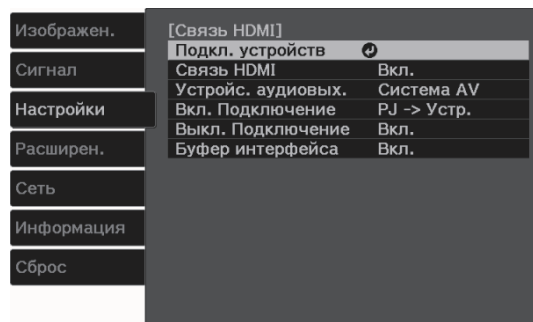 Изображен.
Сигнал
Настройки
Расширен.
Сеть
Информация
Сброс
[Связь HDMI]
Подкл. устройств
Связь HDMI Вкл.
Устройс. аудиовых. Система AV
Вкл. Подключение PJ -> Устр.
Выкл. Подключение Вкл.
Буфер интерфейса Вкл.